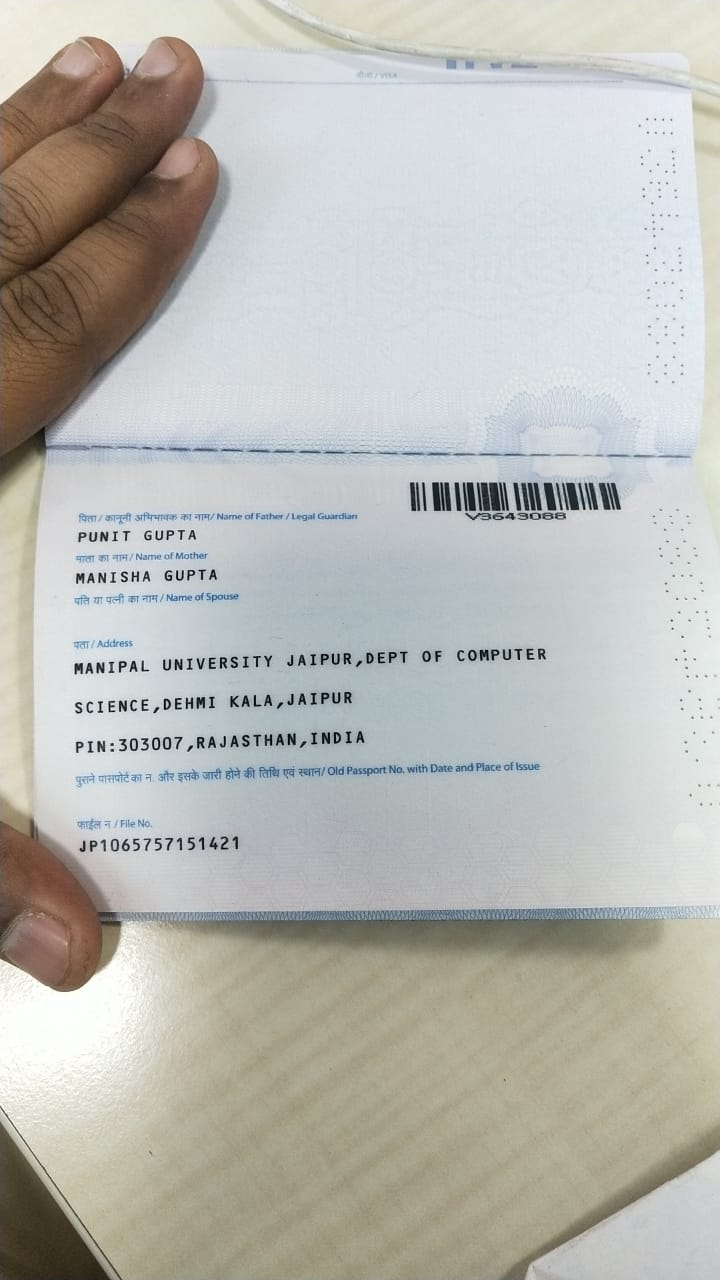 वीज़ा / VISA
V3643088
पिता / कानूनी अभिभावक का नाम/ Name of Father / Legal Guardian
PUNIT GUPTA
माता का नाम/ Name of Mother
MANISHA GUPTA
पति या पत्नी का नाम / Name of Spouse
पता / Address
MANIPAL UNIVERSITY JAIPUR,DEPT OF COMPUTER
SCIENCE,DEHMI KALA,JAIPUR
PIN:303007,RAJASTHAN,INDIA
पुराने पासपोर्ट का न. और इसके जारी होने की तिथि एवं स्थान/ Old Passport No. with Date and Place of Issue
फाईल न / File No.
JP1065757151421